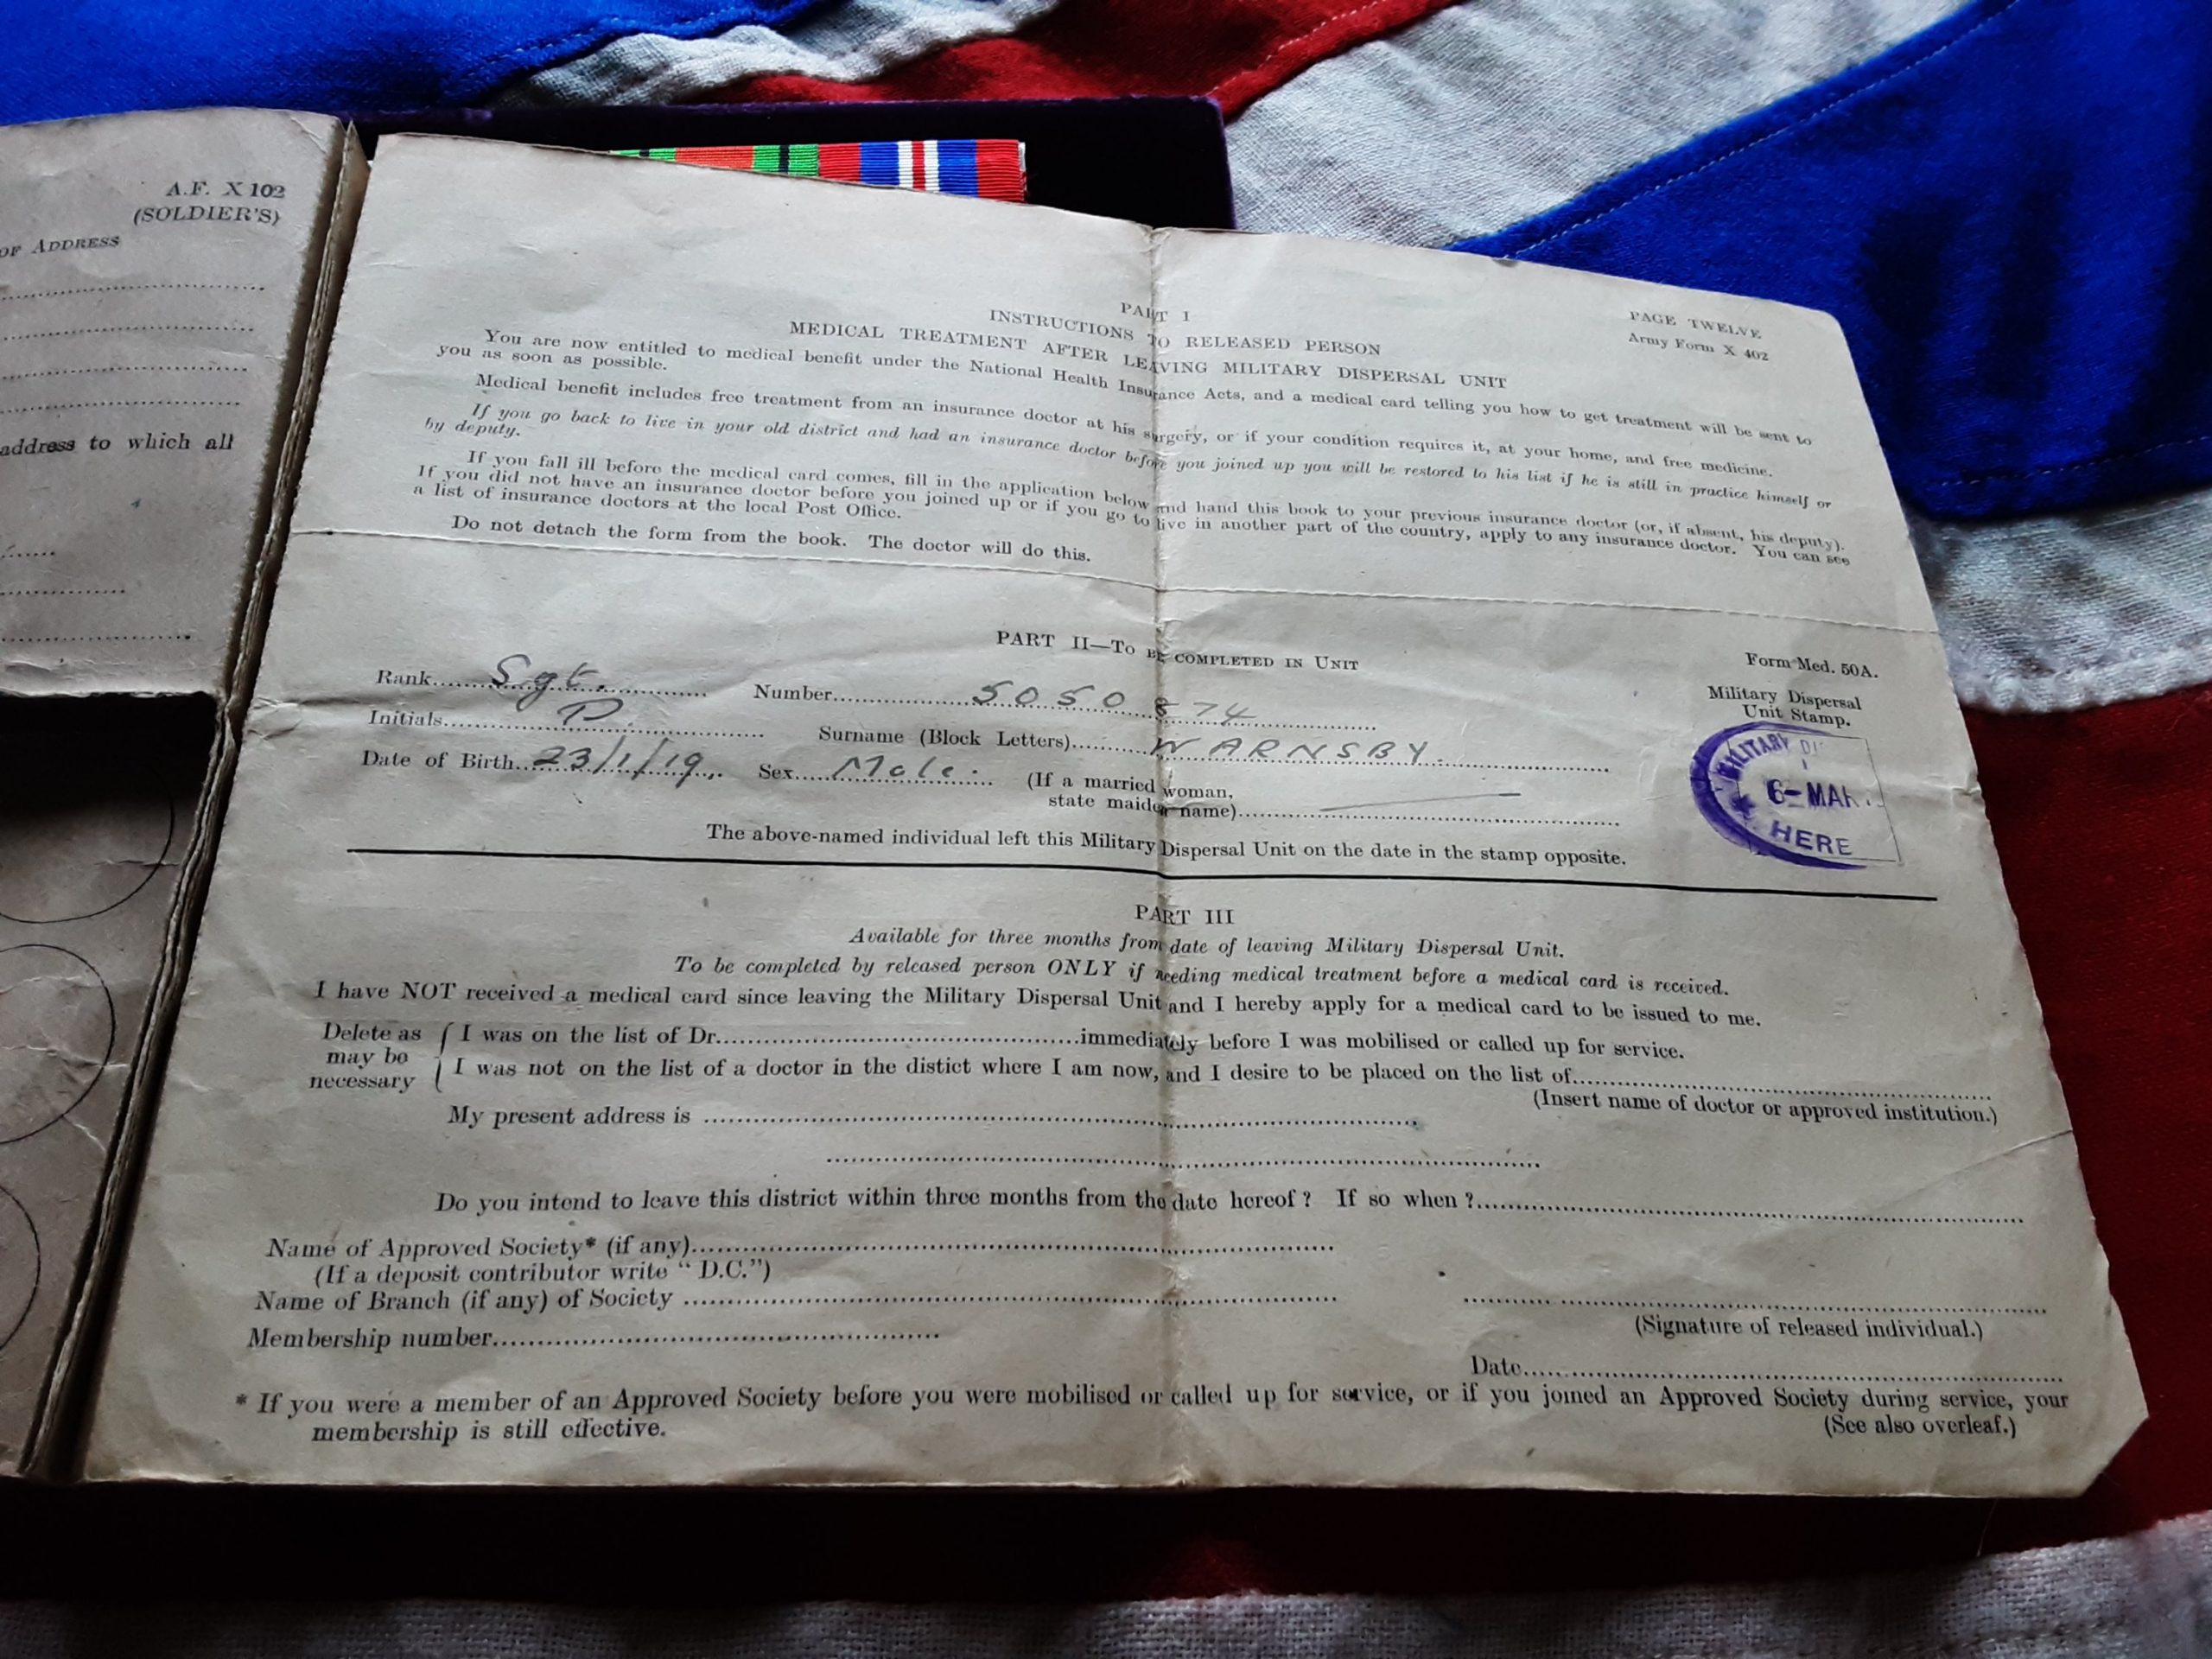 A.F. X 102
(SOLDIER'S)
OF ADDRESS
address to which all
PAGE TWELVE
Army Form X 402
PART I
INSTRUCTIONS TO RELEASED PERSON
MEDICAL TREATMENT AFTER LEAVING MILITARY DISPERSAL UNIT
You are now entitled to medical benefit under the National Health Insurance Acts, and a medical card telling you how to get treatment will be sent to
you as soon as possible.
Medical benefit includes free treatment from an insurance doctor at his surgery, or if your condition requires it, at your home, and free medicine.
If you go back to live in your old district and had an insurance doctor before you joined up you will be restored to his list if he is still in practice himself or
by deputy.
If you fall ill before the medical card comes, fill in the application below and hand this book to your previous insurance doctor (or, if absent, his deputy).
If you did not have an insurance doctor before you joined up or if you go to live in another part of the country, apply to any insurance doctor. You can see
a list of insurance doctors at the local Post Office.
Do not detach the form from the book. The doctor will do this.
PART II—TO BE COMPLETED IN UNIT
Form Med. 50A.
Rank Sgt. Number 5050874
Military Dispersal
Unit Stamp.
Initials D. Surname (Block Letters) WARNSBY.
Date of Birth 23/1/19. Sex Male. (If a married woman,
state maiden name)
MILITARY DI
6-MAR
HERE
The above-named individual left this Military Dispersal Unit on the date in the stamp opposite.
PART III
Available for three months from date of leaving Military Dispersal Unit.
To be completed by released person ONLY if needing medical treatment before a medical card is received.
I have NOT received a medical card since leaving the Military Dispersal Unit and I hereby apply for a medical card to be issued to me.
Delete as may be necessary
I was on the list of Dr. immediately before I was mobilised or called up for service.
I was not on the list of a doctor in the distict where I am now, and I desire to be placed on the list of
(Insert name of doctor or approved institution.)
My present address is
Do you intend to leave this district within three months from the date hereof? If so when?
Name of Approved Society* (if any)
(If a deposit contributor write "D.C.")
Name of Branch (if any) of Society
(Signature of released individual.)
Membership number
Date
* If you were a member of an Approved Society before you were mobilised or called up for service, or if you joined an Approved Society during service, your
membership is still effective.
(See also overleaf.)